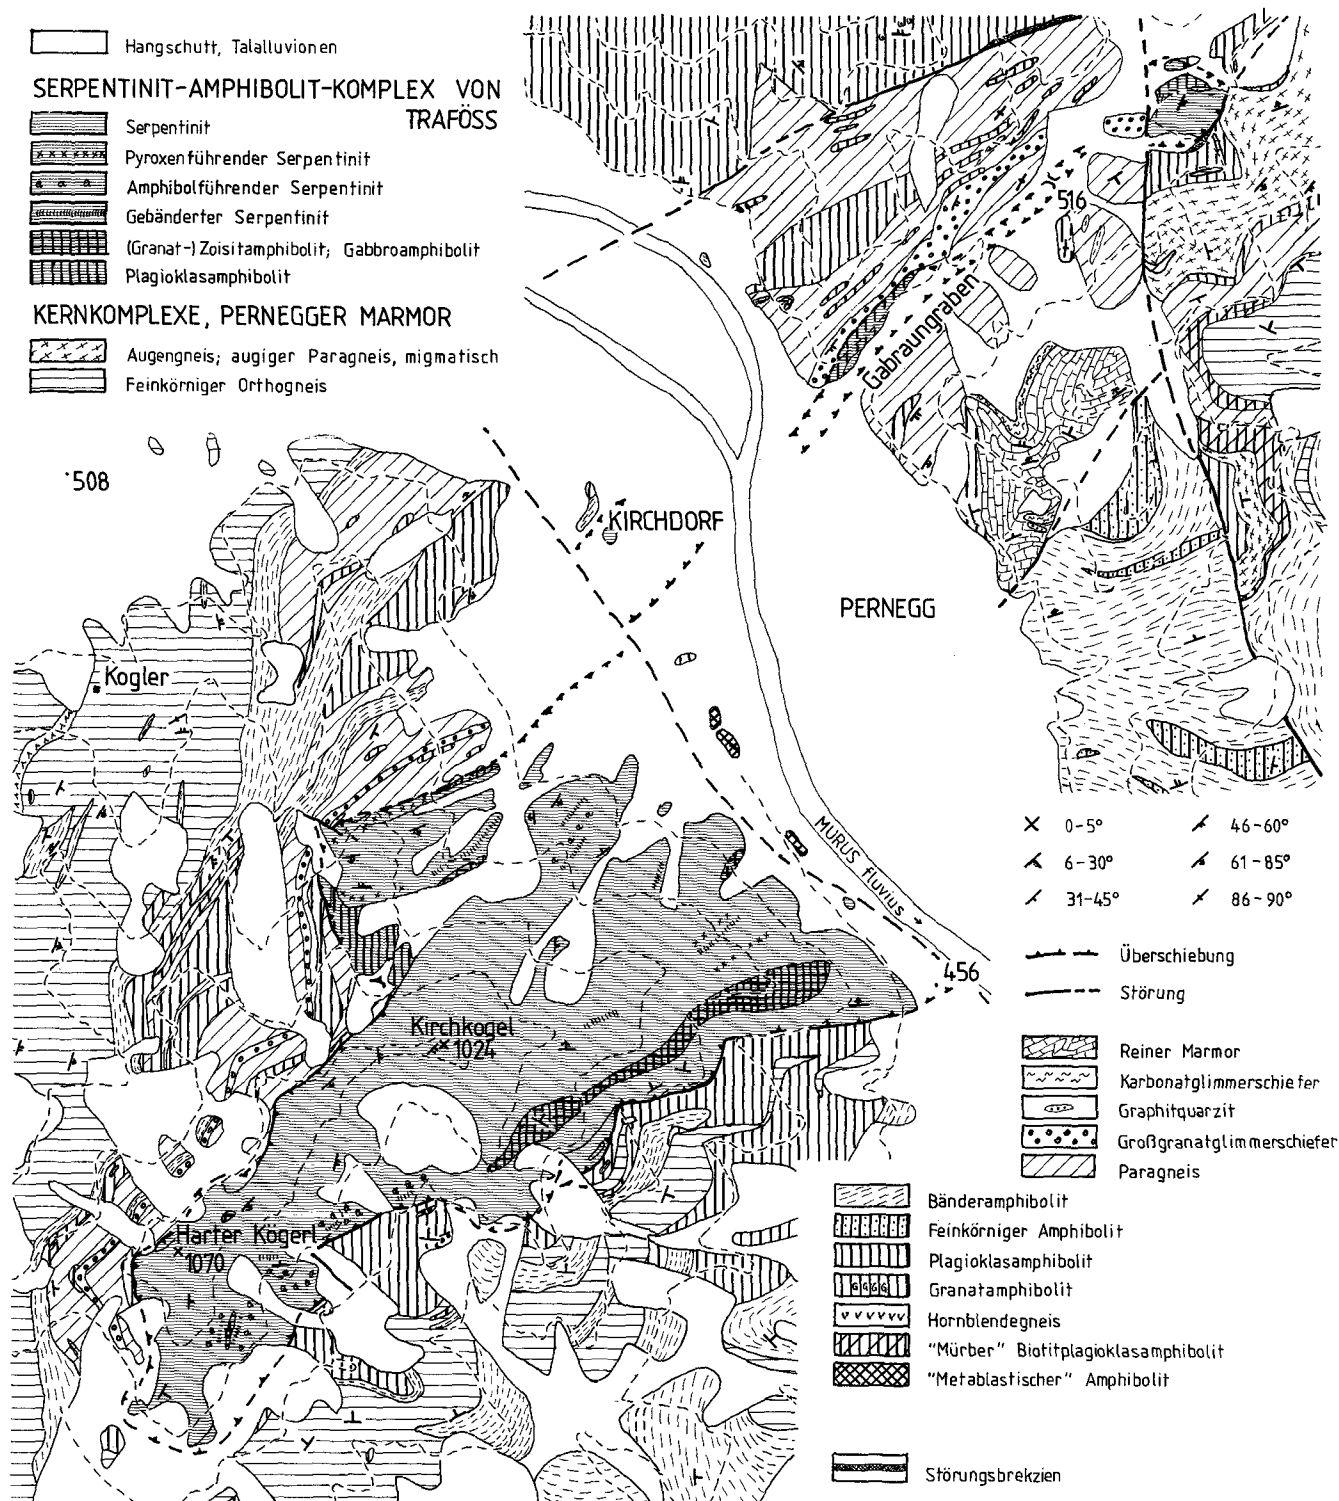 Hangschutt, Talalluvionen
SERPENTINIT-AMPHIBOLIT-KOMPLEX VON
TRAFÖSS
Serpentinit
Pyroxenführender Serpentinit
Amphibolführender Serpentinit
Gebänderter Serpentinit
(Granat-) Zoisitamphibolit; Gabbroamphibolit
Plagioklasamphibolit
KERNKOMPLEXE, PERNEGGER MARMOR
Augengneis; augiger Paragneis, migmatisch
Feinkörniger Orthogneis
516
Gabraungraben
508
KIRCHDORF
PERNEGG
Kogler
MURUS fluvius
456
Kirchkogel
1024
Harter Kögerl
1070
0-5°
46-60°
6-30°
61-85°
31-45°
86-90°
Überschiebung
Störung
Reiner Marmor
Karbonatglimmerschiefer
Graphitquarzit
Großgranatglimmerschiefer
Paragneis
Bänderamphibolit
Feinkörniger Amphibolit
Plagioklasamphibolit
GGGG
Granatamphibolit
Hornblendegneis
"Mürber" Biotitplagioklasamphibolit
"Metablastischer" Amphibolit
Störungsbrekzien